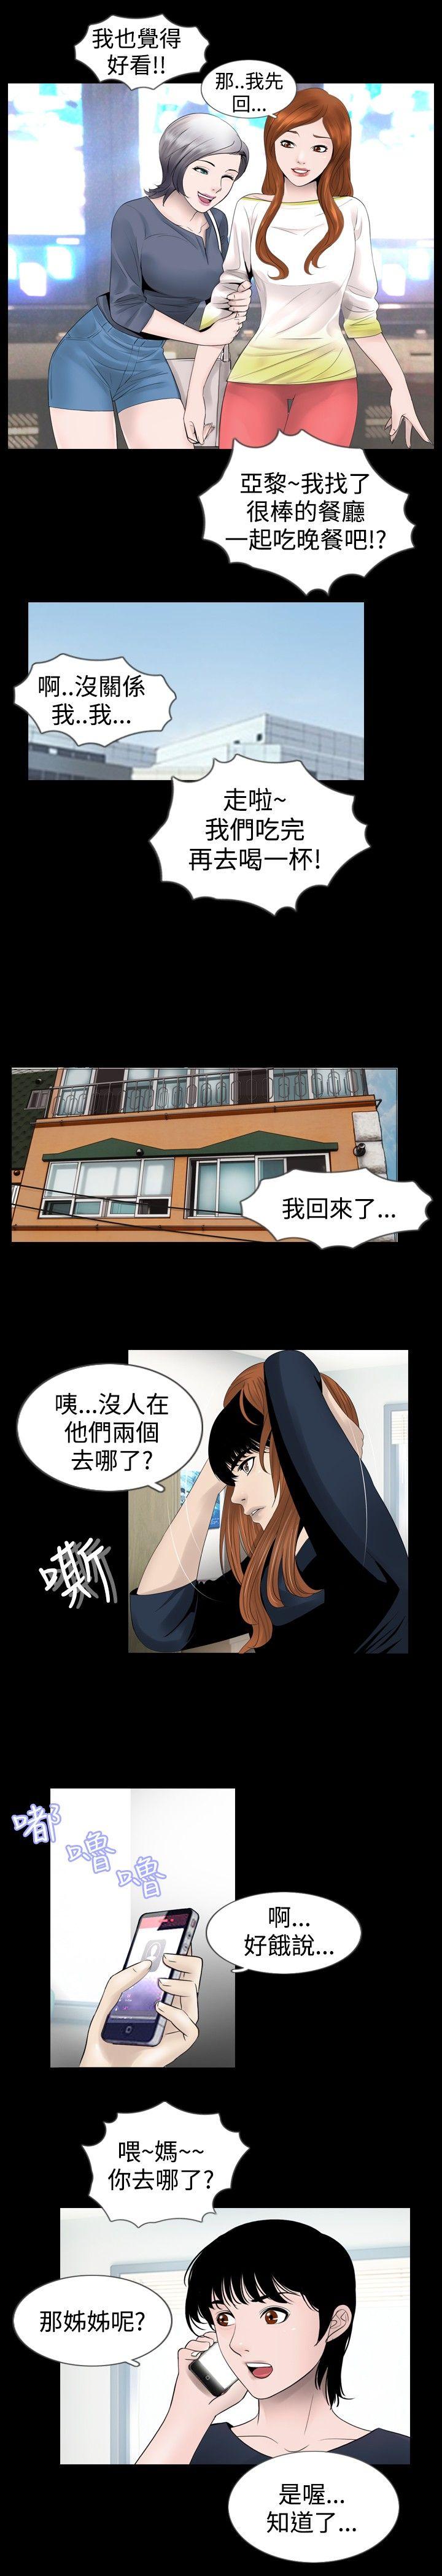 我也覺得
好看!!
那..我先
回...
亞黎~我找了
很棒的餐廳
一起吃晚餐吧!?
啊..沒關係
我..我...
走啦~
我們吃完
再去喝一杯!
我回來了...
咦...沒人在
他們兩個
去哪了?
嘶
嘟
嚕
嚕
啊...
好餓說...
喂~媽~~
你去哪了?
那姊姊呢?
是喔...
知道了...